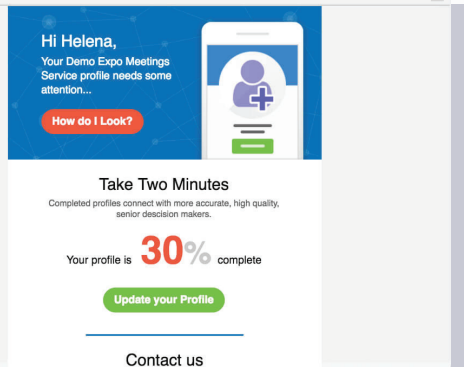 Hi Helena,
Your Demo Expo Meetings
Service profile needs some
attention...
How do I Look?
Take Two Minutes
Completed profiles connect with more accurate, high quality,
senior descision makers.
Your profile is 30% complete
Update your Profile
Contact us